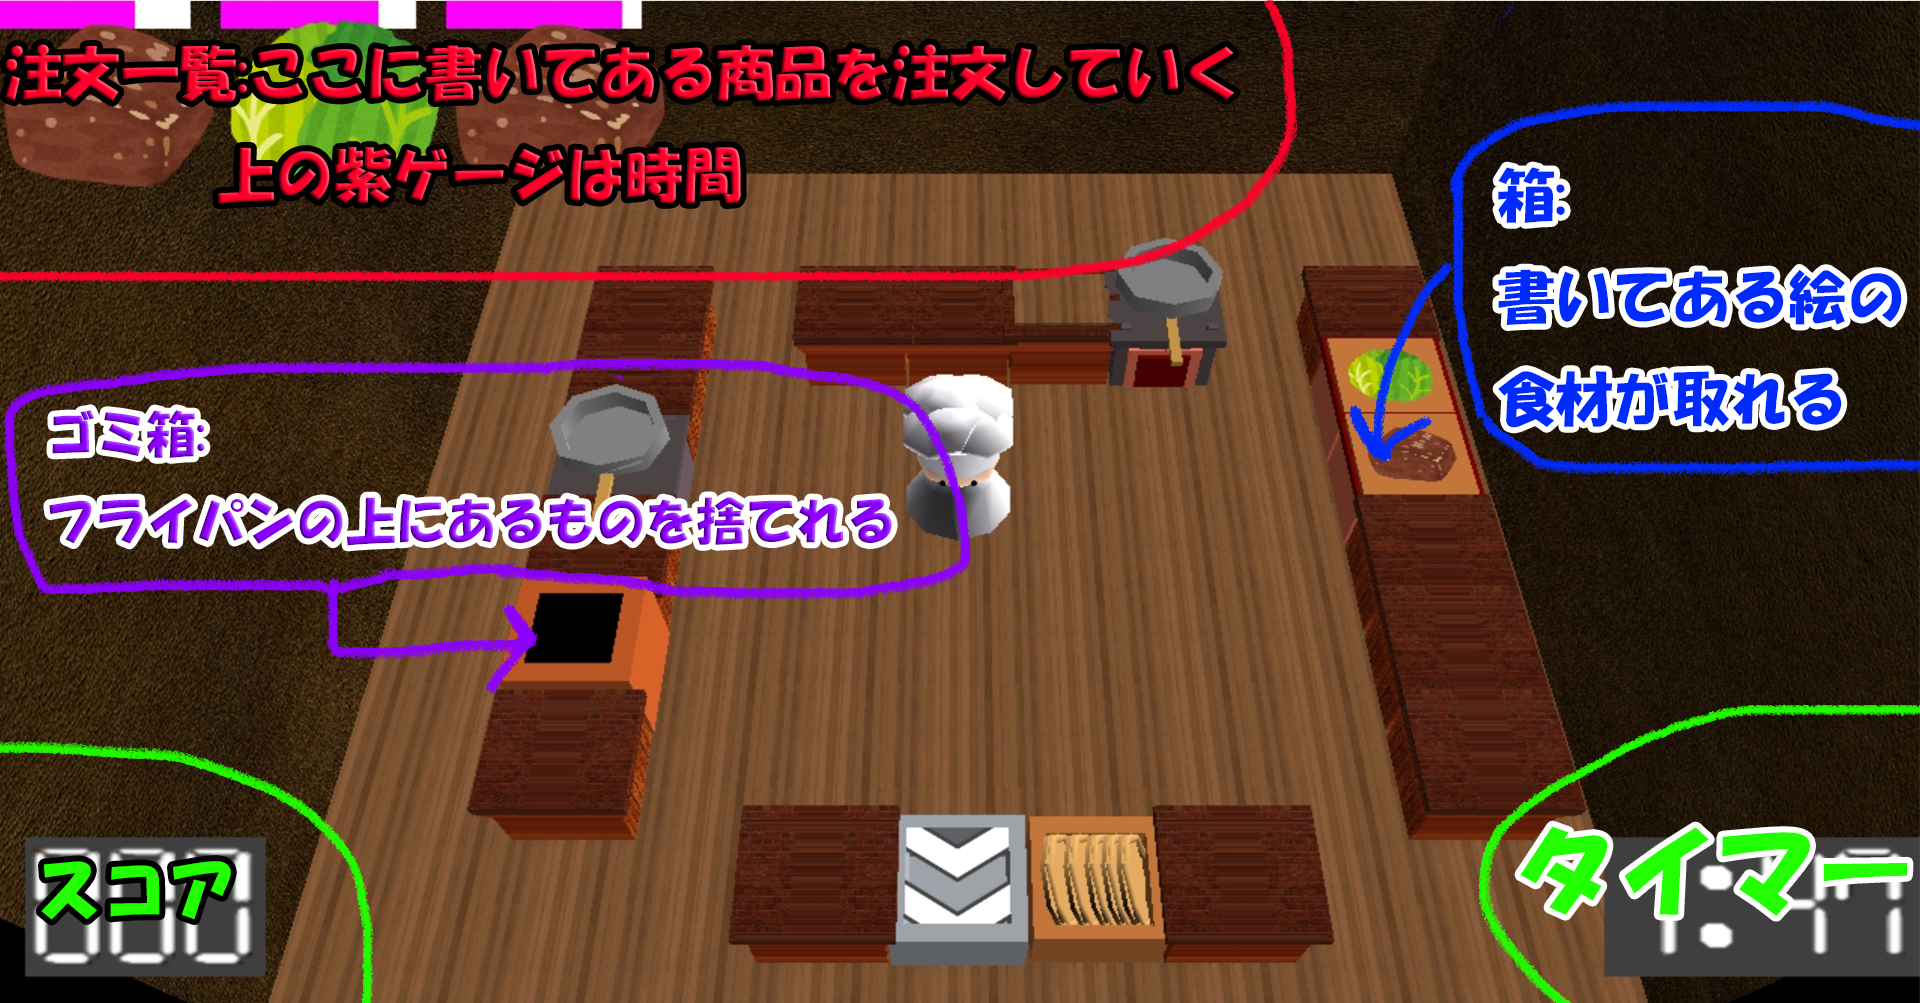 注文一覧:ここに書いてある商品を注文していく
上の紫ゲージは時間
箱:
書いてある絵の
食材が取れる
ゴミ箱:
フライパンの上にあるものを捨てれる
スコア
000
タイマー
1:47